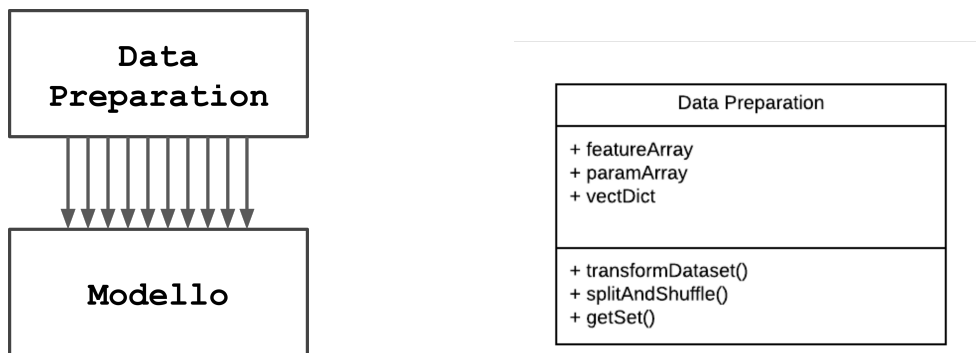 Data
Preparation
Modello
Data Preparation
+ featureArray
+ paramArray
+ vectDict
+ transformDataset()
+ splitAndShuffle()
+ getSet()